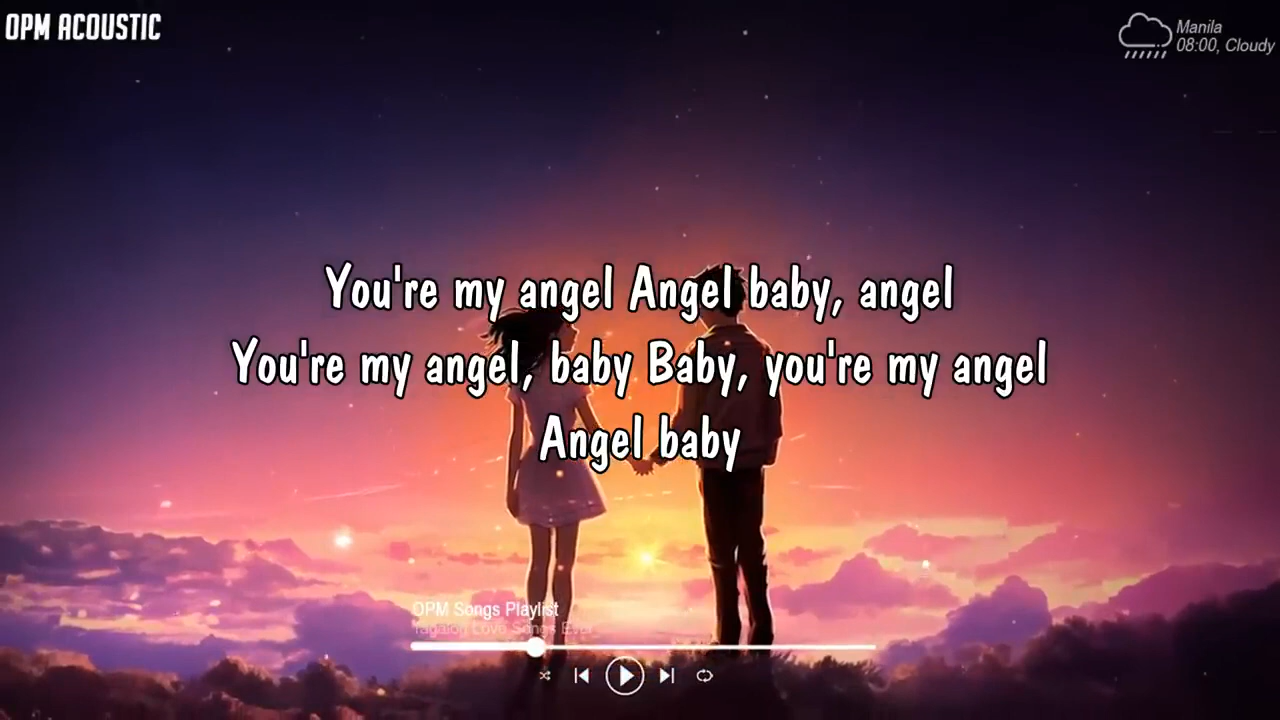 OPM ACOUSTIC
Manila
08:00, Cloudy
You're my angel Angel baby, angel
You're my angel, baby Baby, you're my angel
Angel baby
OPM Songs Playlist
Tagalog Love Songs Ever